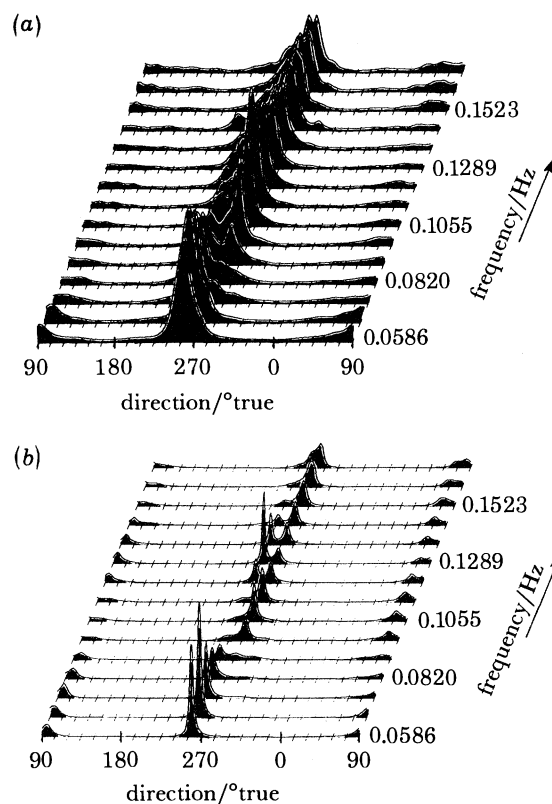 (a)
0.1523
0.1289
0.1055
0.0820
0.0586
frequency/Hz
90 180 270 0 90
direction/°true
(b)
0.1523
0.1289
0.1055
0.0820
0.0586
frequency/Hz
90 180 270 0 90
direction/°true